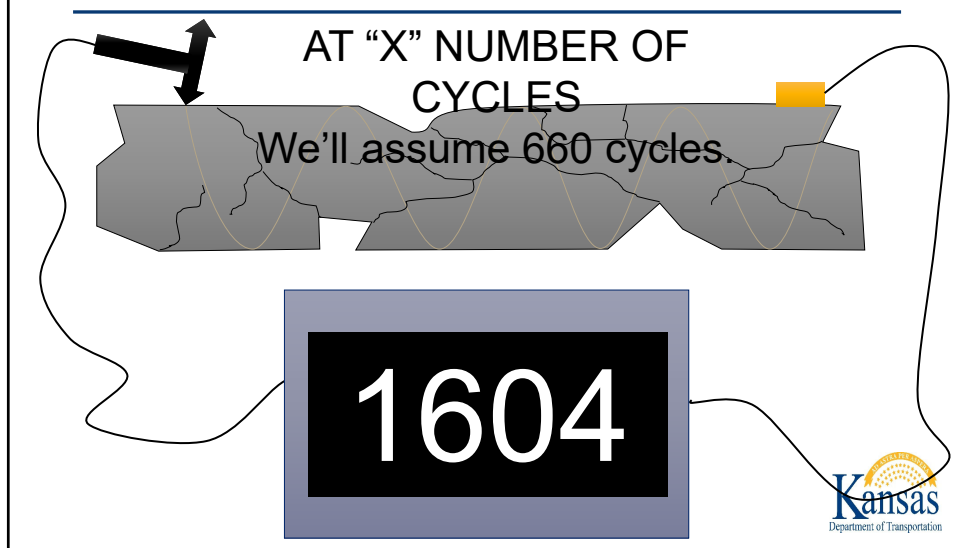 AT “X” NUMBER OF
CYCLES
We’ll assume 660 cycles.
1604
Kansas
Department of Transportation